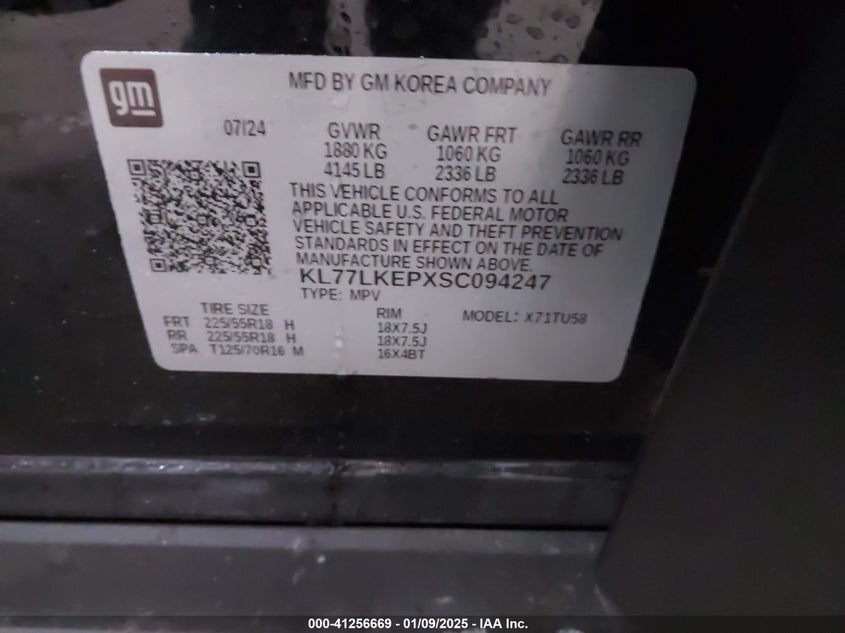 gm
MFD BY GM KOREA COMPANY
07/24 GVWR GAWR FRT GAWR RR
1880 KG 1060 KG 1060 KG
4145 LB 2336 LB 2336 LB
THIS VEHICLE CONFORMS TO ALL
APPLICABLE U.S. FEDERAL MOTOR
VEHICLE SAFETY AND THEFT PREVENTION
STANDARDS IN EFFECT ON THE DATE OF
MANUFACTURE SHOWN ABOVE.
KL77LKEPXSC094247
TYPE: MPV
TIRE SIZE RIM MODEL: X71TU58
FRT 225/55R18 H 18X7.5J
RR 225/55R18 H 18X7.5J
SPA T125/70R16 M 16X4BT
000-41256669 - 01/09/2025 - IAA Inc.